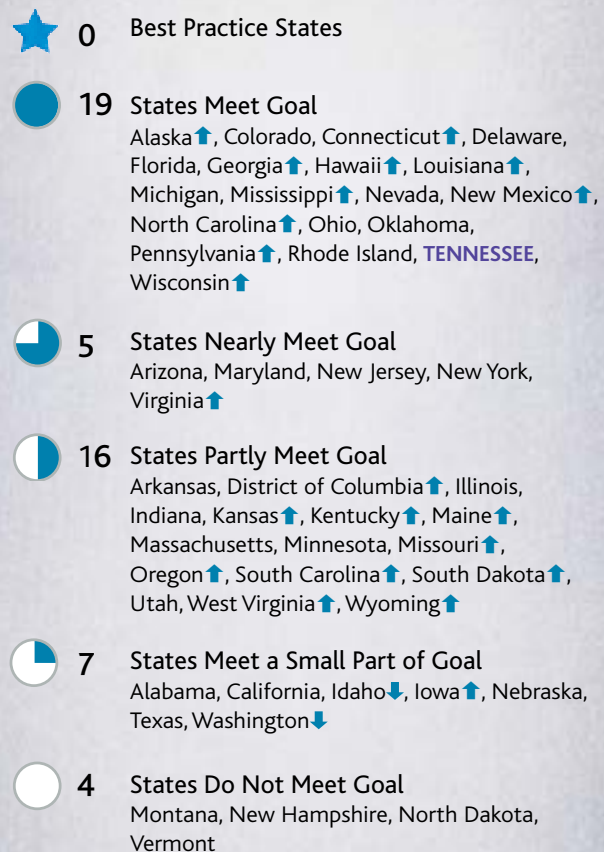 0 Best Practice States
19 States Meet Goal
Alaska⬆, Colorado, Connecticut⬆, Delaware,
Florida, Georgia⬆, Hawaii⬆, Louisiana⬆,
Michigan, Mississippi⬆, Nevada, New Mexico⬆,
North Carolina⬆, Ohio, Oklahoma,
Pennsylvania⬆, Rhode Island, TENNESSEE,
Wisconsin⬆
5 States Nearly Meet Goal
Arizona, Maryland, New Jersey, New York,
Virginia⬆
16 States Partly Meet Goal
Arkansas, District of Columbia⬆, Illinois,
Indiana, Kansas⬆, Kentucky⬆, Maine⬆,
Massachusetts, Minnesota, Missouri⬆,
Oregon⬆, South Carolina⬆, South Dakota⬆,
Utah, West Virginia⬆, Wyoming⬆
7 States Meet a Small Part of Goal
Alabama, California, Idaho⬇, Iowa⬆, Nebraska,
Texas, Washington⬇
4 States Do Not Meet Goal
Montana, New Hampshire, North Dakota,
Vermont